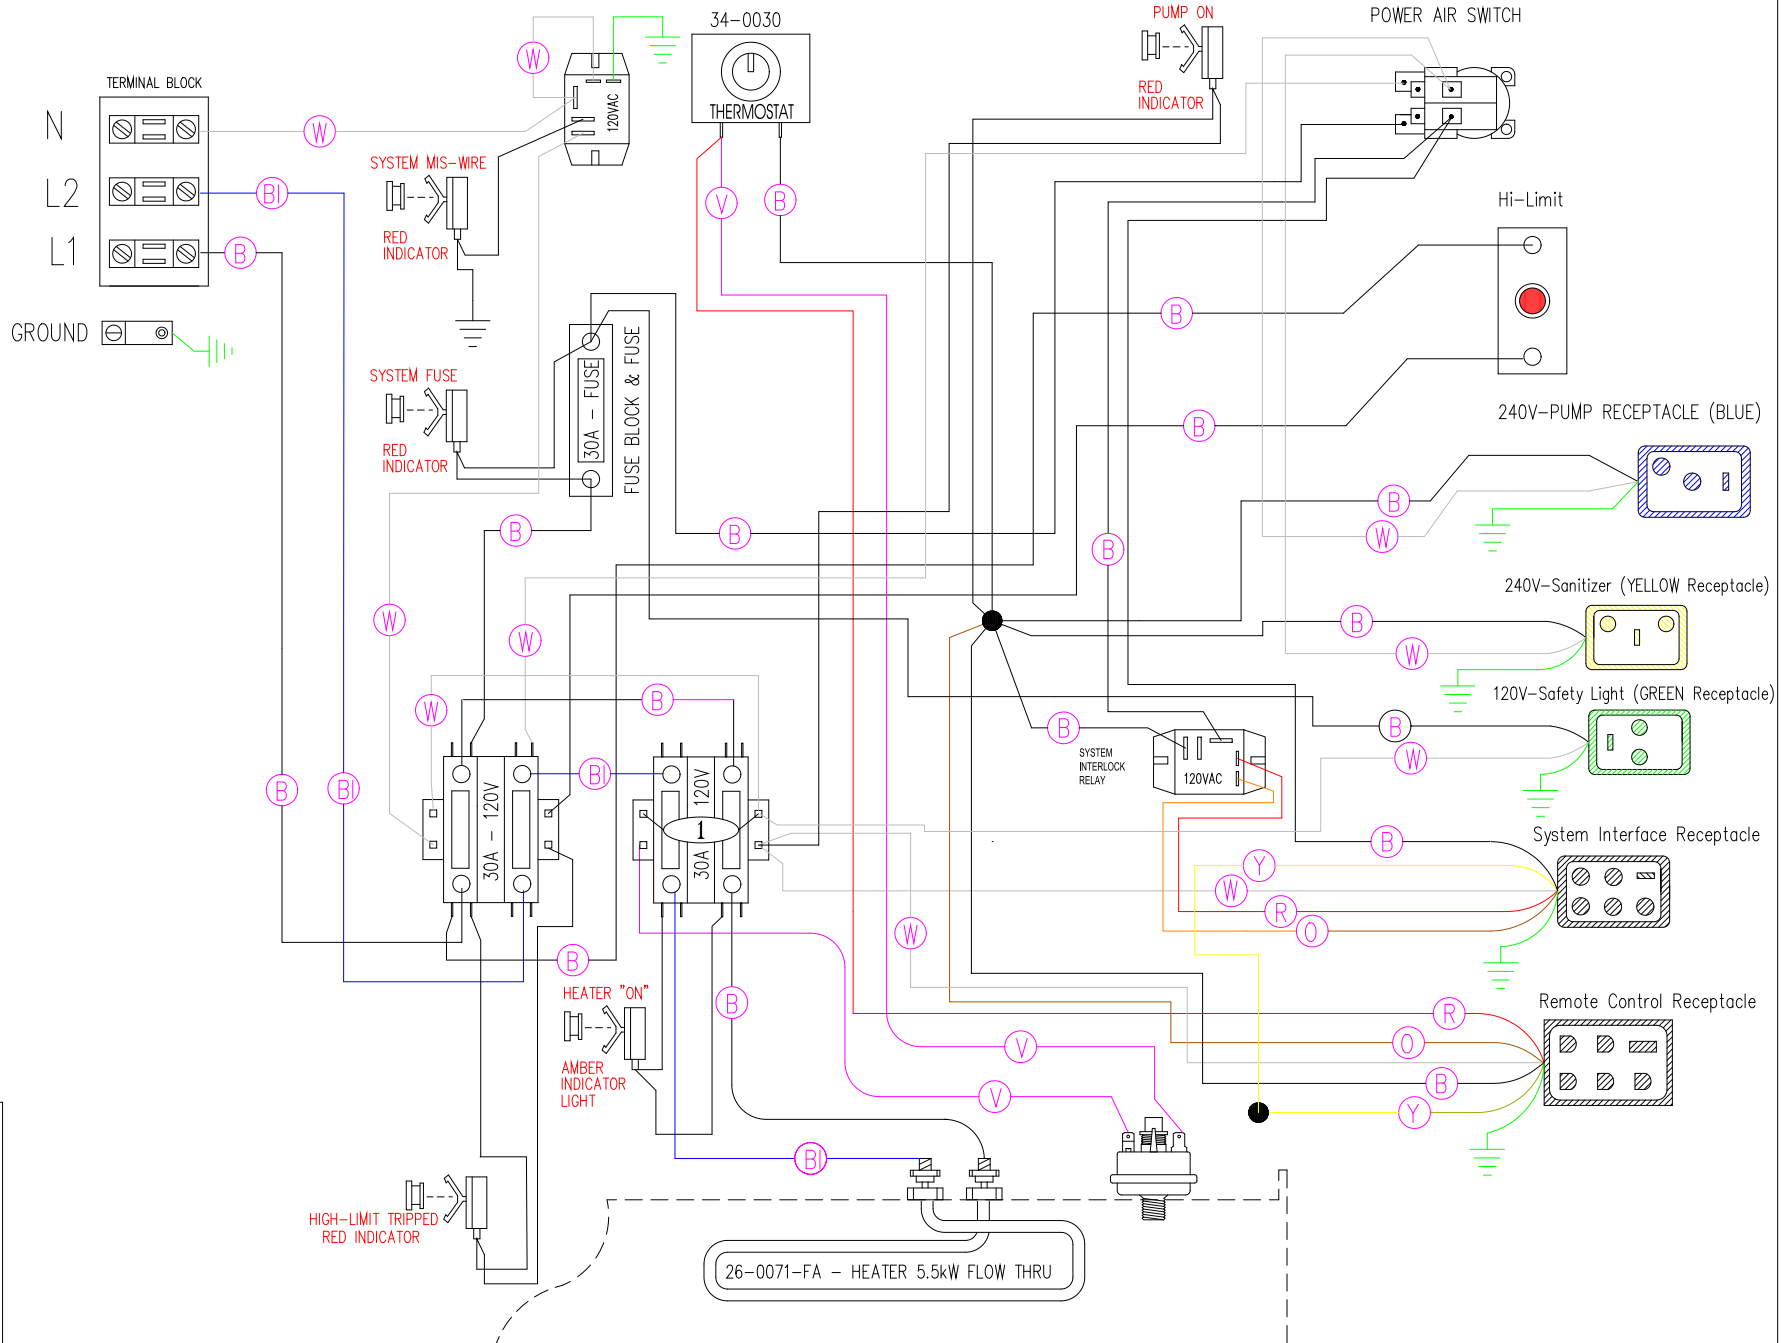 34-0030
THERMOSTAT
PUMP ON
RED
INDICATOR
POWER AIR SWITCH
TERMINAL BLOCK
N
L2
L1
GROUND
W
W
120VAC
Bl
B
SYSTEM MIS-WIRE
RED
INDICATOR
V
B
Hi-Limit
B
B
SYSTEM FUSE
RED
INDICATOR
30A - FUSE
FUSE BLOCK & FUSE
240V-PUMP RECEPTACLE (BLUE)
B
W
B
B
B
W
W
240V-Sanitizer (YELLOW Receptacle)
B
W
120V-Safety Light (GREEN Receptacle)
B
W
W
B
B
SYSTEM
INTERLOCK
RELAY
120VAC
B
Bl
Bl
30A - 120V
30A 120V
1
System Interface Receptacle
B
Y
W
R
O
W
B
B
HEATER "ON"
AMBER
INDICATOR
LIGHT
Remote Control Receptacle
R
O
B
Y
V
V
Bl
HIGH-LIMIT TRIPPED
RED INDICATOR
26-0071-FA - HEATER 5.5kW FLOW THRU